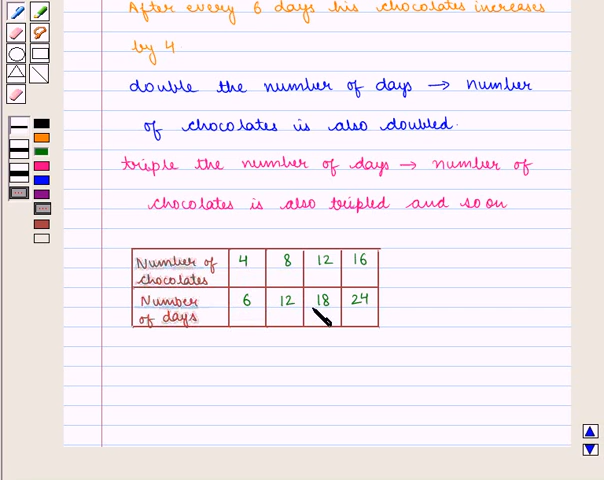 After every 6 days his chocolates increases
by 4.
double the number of days → number
of chocolates is also doubled.
triple the number of days → number of
chocolates is also tripled and so on
Number of chocolates 4 8 12 16
Number of days 6 12 18 24